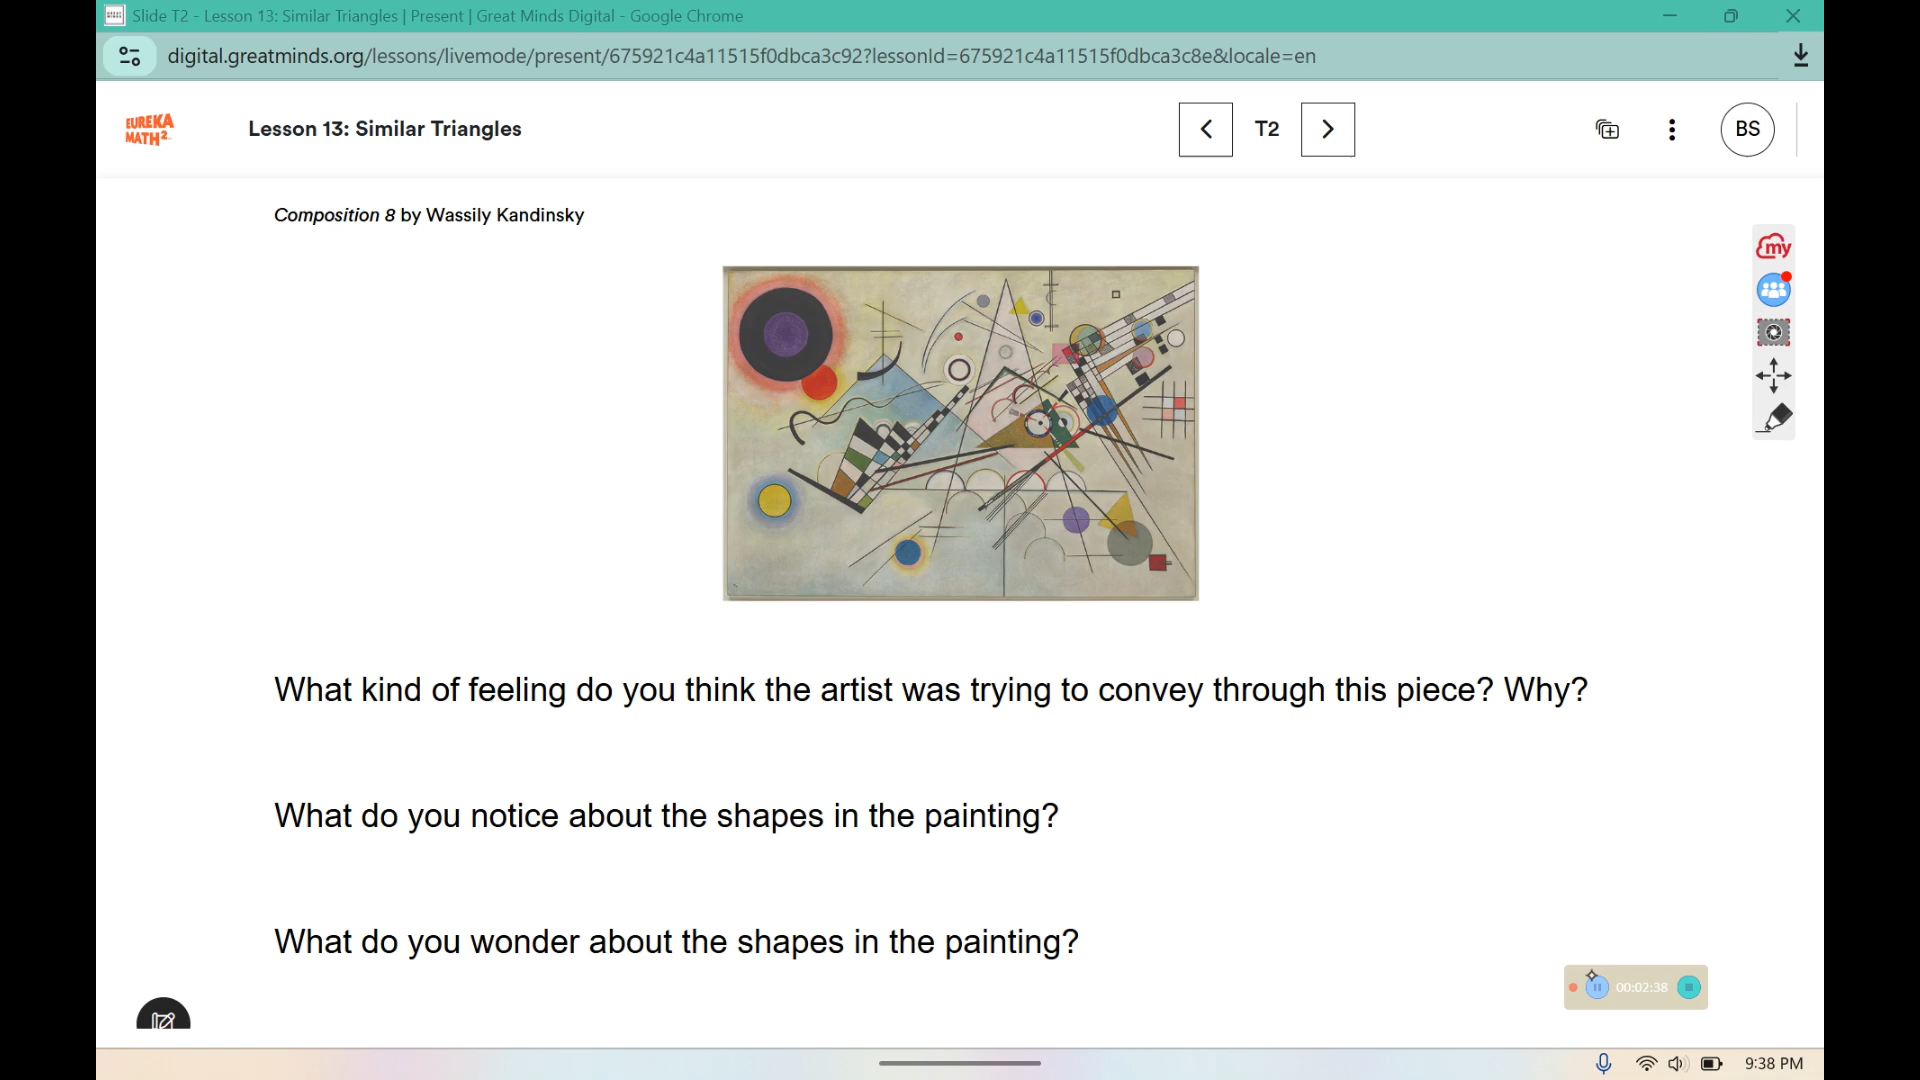 Slide T2 - Lesson 13: Similar Triangles | Present | Great Minds Digital - Google Chrome
digital.greatminds.org/lessons/livemode/present/675921c4a11515f0dbca3c92?lessonId=675921c4a11515f0dbca3c8e&locale=en
EUREKA
MATH²
Lesson 13: Similar Triangles
T2
BS
Composition 8 by Wassily Kandinsky
my
What kind of feeling do you think the artist was trying to convey through this piece? Why?
What do you notice about the shapes in the painting?
What do you wonder about the shapes in the painting?
00:02:38
9:38 PM